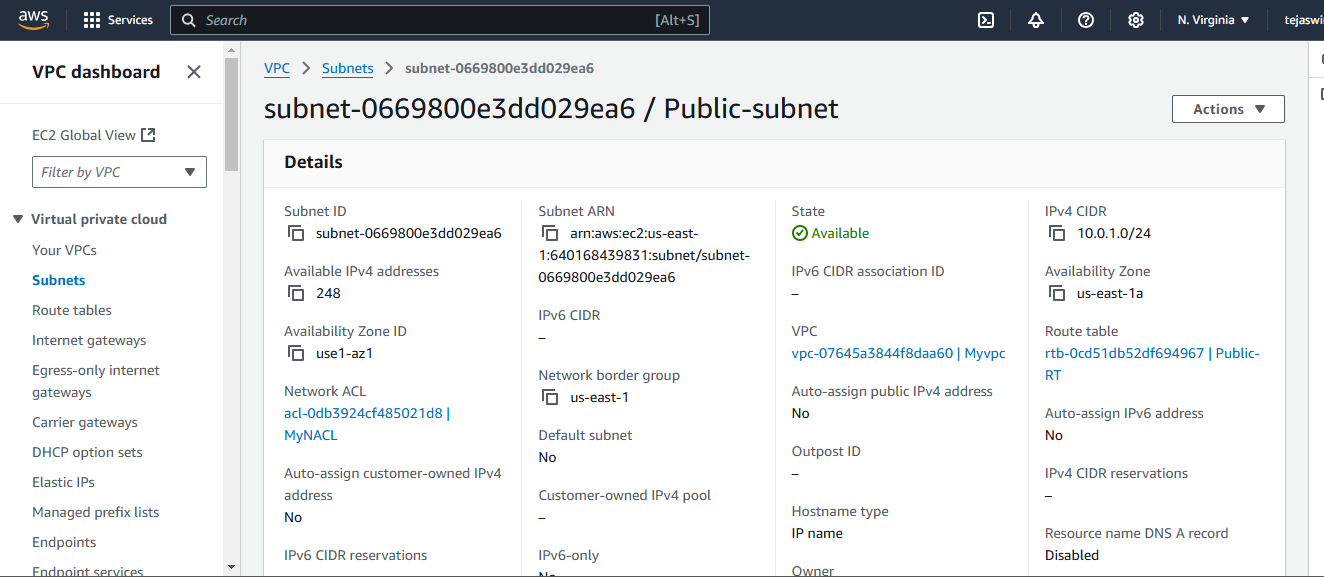 aws
Services
Search
[Alt+S]
N. Virginia
tejaswi
VPC dashboard
EC2 Global View
Filter by VPC
Virtual private cloud
Your VPCs
Subnets
Route tables
Internet gateways
Egress-only internet
gateways
Carrier gateways
DHCP option sets
Elastic IPs
Managed prefix lists
Endpoints
Endpoint services
VPC
Subnets
subnet-0669800e3dd029ea6
subnet-0669800e3dd029ea6 / Public-subnet
Actions
Details
Subnet ID
subnet-0669800e3dd029ea6
Available IPv4 addresses
248
Availability Zone ID
use1-az1
Network ACL
acl-0db3924cf485021d8 |
MyNACL
Auto-assign customer-owned IPv4
address
No
IPv6 CIDR reservations
Subnet ARN
arn:aws:ec2:us-east-
1:640168439831:subnet/subnet-
0669800e3dd029ea6
IPv6 CIDR
–
Network border group
us-east-1
Default subnet
No
Customer-owned IPv4 pool
–
IPv6-only
No
State
Available
IPv6 CIDR association ID
–
VPC
vpc-07645a3844f8daa60 | Myvpc
Auto-assign public IPv4 address
No
Outpost ID
–
Hostname type
IP name
Owner
IPv4 CIDR
10.0.1.0/24
Availability Zone
us-east-1a
Route table
rtb-0cd51db52df694967 | Public-
RT
Auto-assign IPv6 address
No
IPv4 CIDR reservations
–
Resource name DNS A record
Disabled